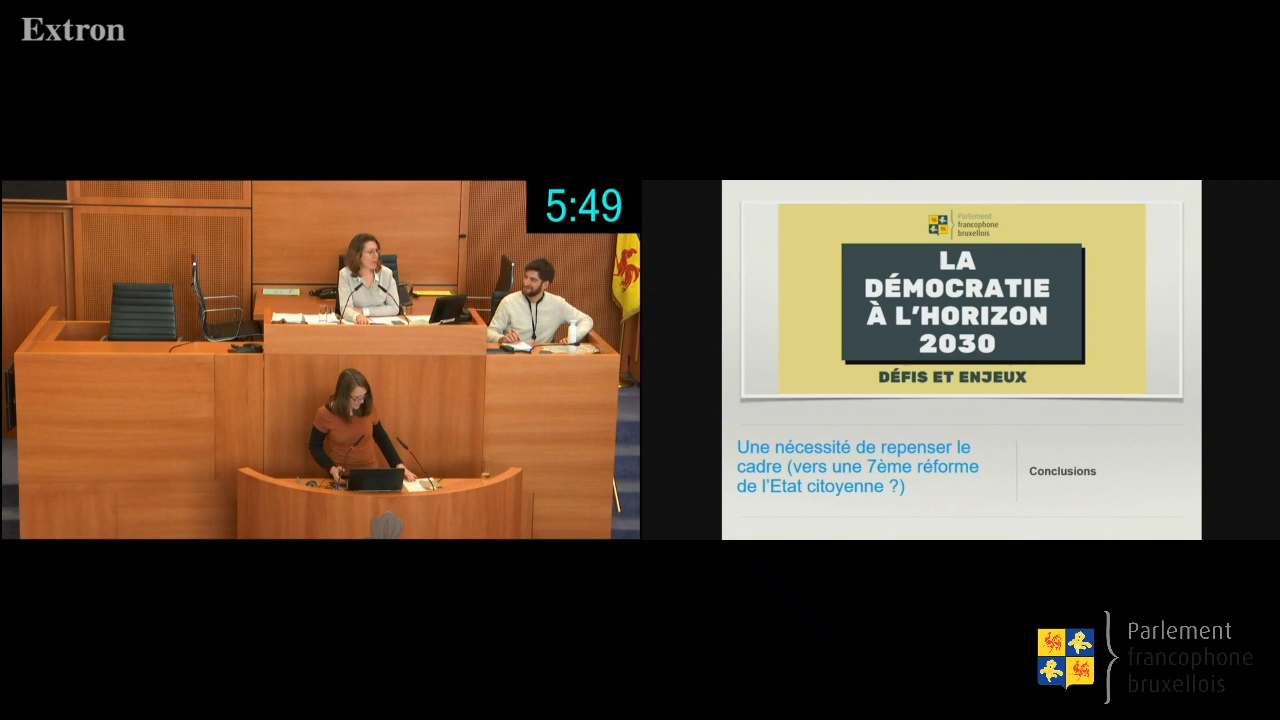 Extron
5:49
Parlement
francophone
bruxellois
LA
DÉMOCRATIE
À L'HORIZON
2030
DÉFIS ET ENJEUX
Une nécessité de repenser le
cadre (vers une 7ème réforme
de l'Etat citoyenne ?)
Conclusions
Parlement
francophone
bruxellois